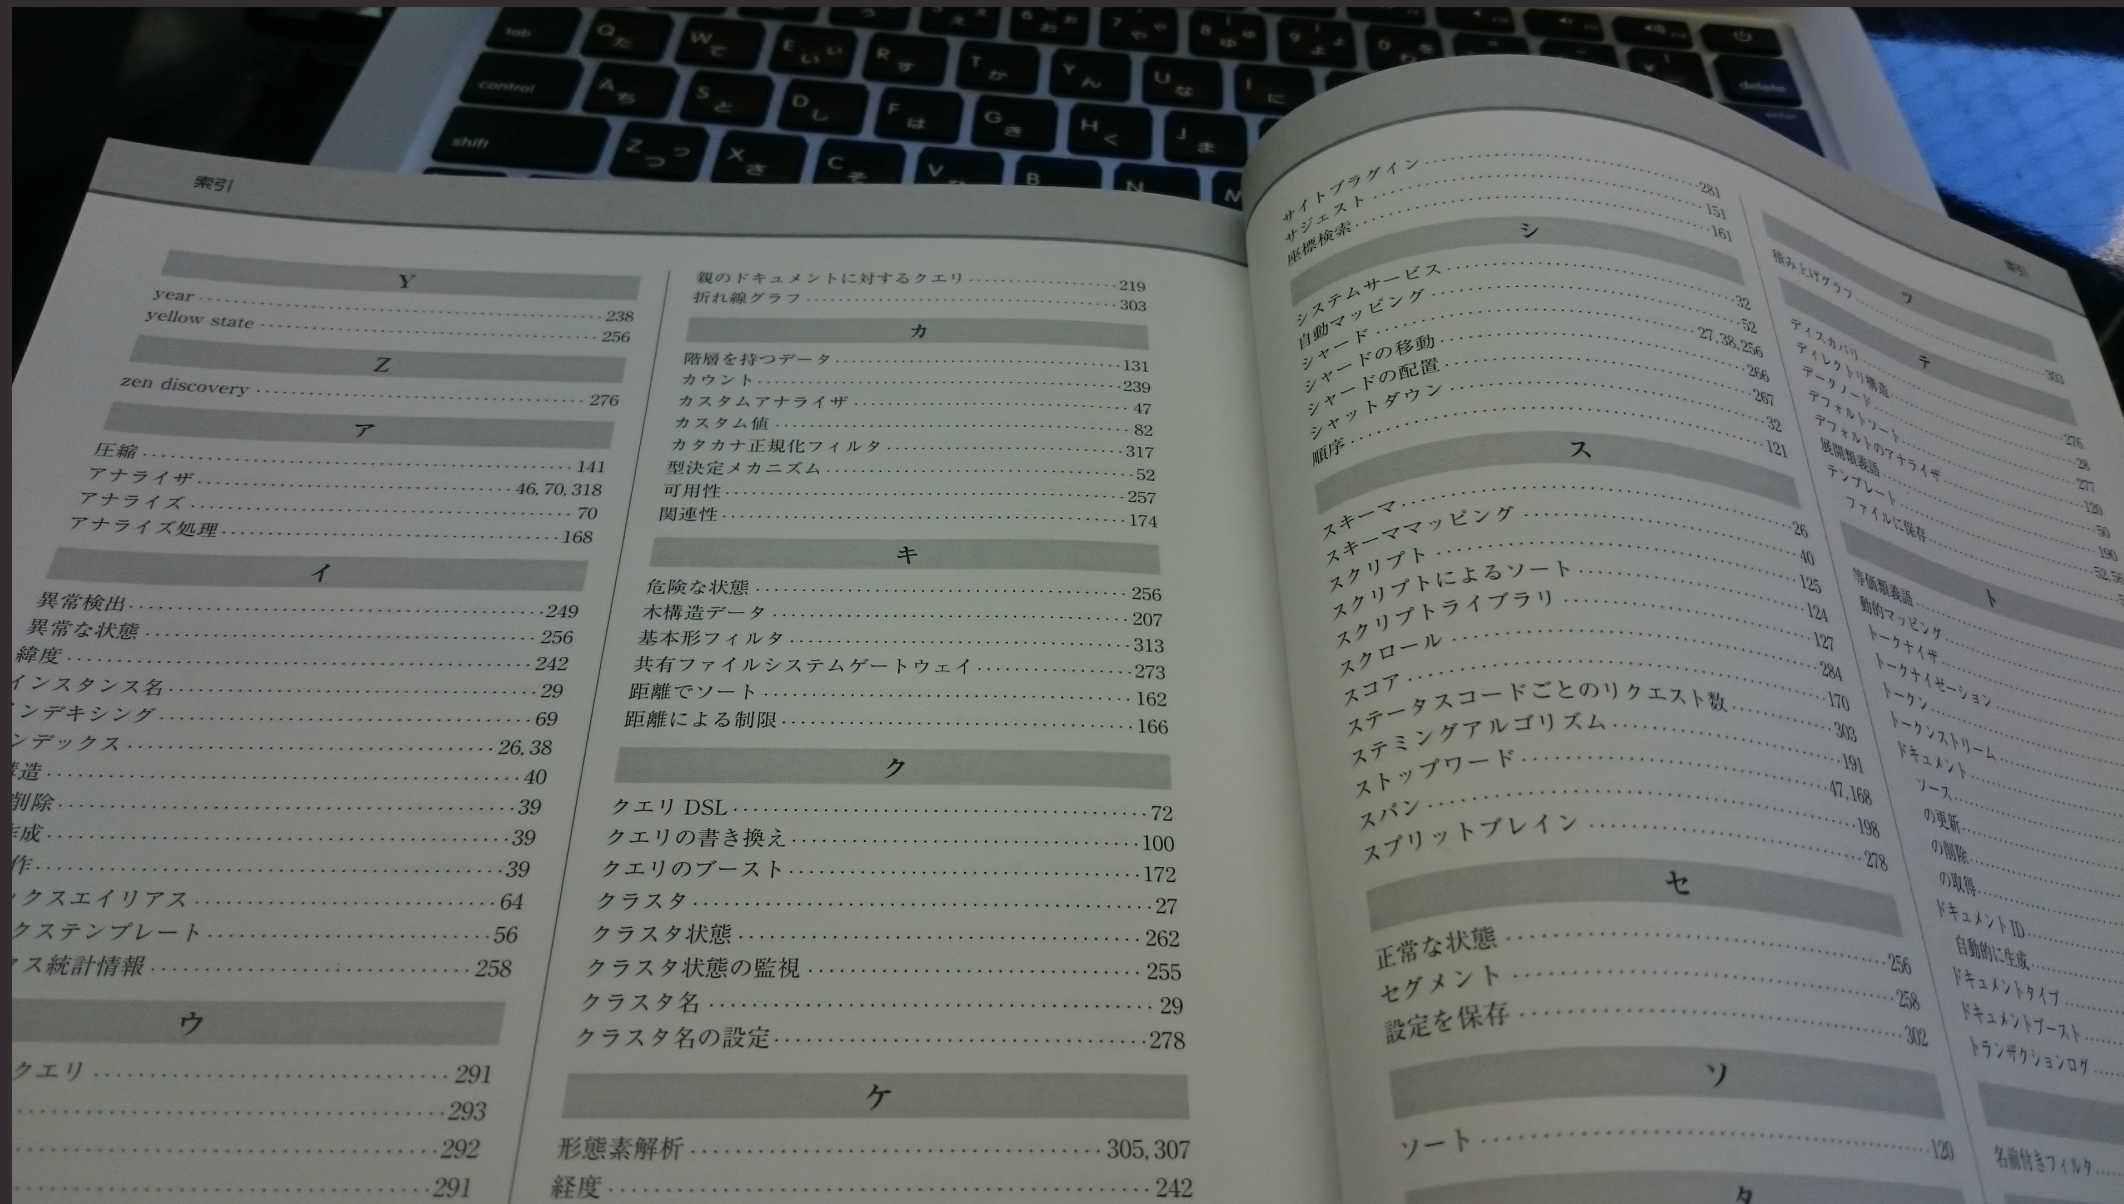 tab
Q た
W て
E い ぃ
R す
T か
Y ん
U な
I に
delete
control
A ち
S と
D し
F は
G き
H く
J ま
enter
shift
Z つ っ
X さ
C そ
V
B
N
M
索引
Y
year 238
yellow state 256
Z
zen discovery 276
ア
圧縮 141
アナライザ 46, 70, 318
アナライズ 70
アナライズ処理 168
イ
異常検出 249
異常な状態 256
緯度 242
インスタンス名 29
ンデキシング 69
ンデックス 26, 38
造 40
削除 39
成 39
作 39
クスエイリアス 64
クステンプレート 56
ス統計情報 258
ウ
クエリ 291
293
292
291
親のドキュメントに対するクエリ 219
折れ線グラフ 303
カ
階層を持つデータ 131
カウント 239
カスタムアナライザ 47
カスタム値 82
カタカナ正規化フィルタ 317
型決定メカニズム 52
可用性 257
関連性 174
キ
危険な状態 256
木構造データ 207
基本形フィルタ 313
共有ファイルシステムゲートウェイ 273
距離でソート 162
距離による制限 166
ク
クエリ DSL 72
クエリの書き換え 100
クエリのブースト 172
クラスタ 27
クラスタ状態 262
クラスタ状態の監視 255
クラスタ名 29
クラスタ名の設定 278
ケ
形態素解析 305, 307
経度 242
サイトプラグイン 281
サジェスト 151
座標検索 161
シ
システムサービス 32
自動マッピング 52
シャード 27, 38, 256
シャードの移動 266
シャードの配置 267
シャットダウン 32
順序 121
ス
スキーマ 26
スキーママッピング 40
スクリプト 125
スクリプトによるソート 124
スクリプトライブラリ 127
スクロール 284
スコア 170
ステータスコードごとのリクエスト数 303
ステミングアルゴリズム 191
ストップワード 47, 168
スパン 198
スプリットブレイン 278
セ
正常な状態 256
セグメント 258
設定を保存 302
ソ
ソート 120
タ
索引
ツ
積み上げグラフ 303
テ
ディスカバリ 276
ディレクトリ構造 28
データノード 277
デフォルトソート 120
デフォルトのアナライザ 50
展開類義語 190
テンプレート 52, 56
ファイルに保存
ト
等価類義語
動的マッピング
トークナイザ
トークナイゼーション
トークン
トークンストリーム
ドキュメント
ソース
の更新
の削除
の取得
ドキュメント ID
自動的に生成
ドキュメントタイプ
ドキュメントブースト
トランザクションログ
名前付きフィルタ